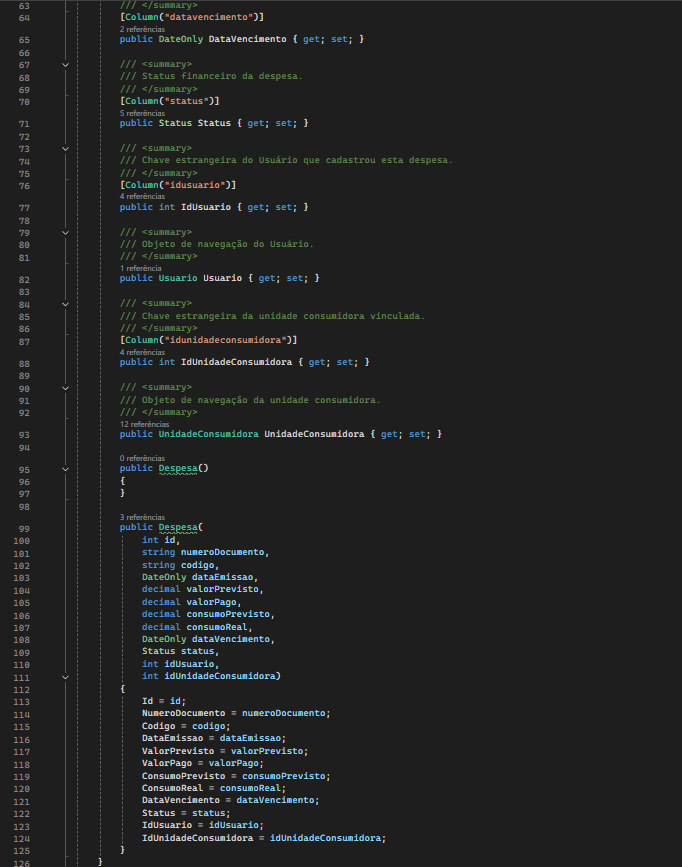 63 /// </summary>
64 [Column("datavencimento")]
2 referências
65 public DateOnly DataVencimento { get; set; }
66
67 /// <summary>
68 /// Status financeiro da despesa.
69 /// </summary>
70 [Column("status")]
5 referências
71 public Status Status { get; set; }
72
73 /// <summary>
74 /// Chave estrangeira do Usuário que cadastrou esta despesa.
75 /// </summary>
76 [Column("idusuario")]
4 referências
77 public int IdUsuario { get; set; }
78
79 /// <summary>
80 /// Objeto de navegação do Usuário.
81 /// </summary>
1 referência
82 public Usuario Usuario { get; set; }
83
84 /// <summary>
85 /// Chave estrangeira da unidade consumidora vinculada.
86 /// </summary>
87 [Column("idunidadeconsumidora")]
4 referências
88 public int IdUnidadeConsumidora { get; set; }
89
90 /// <summary>
91 /// Objeto de navegação da unidade consumidora.
92 /// </summary>
12 referências
93 public UnidadeConsumidora UnidadeConsumidora { get; set; }
94
0 referências
95 public Despesa()
96 {
97 }
98
3 referências
99 public Despesa(
100 int id,
101 string numeroDocumento,
102 string codigo,
103 DateOnly dataEmissao,
104 decimal valorPrevisto,
105 decimal valorPago,
106 decimal consumoPrevisto,
107 decimal consumoReal,
108 DateOnly dataVencimento,
109 Status status,
110 int idUsuario,
111 int idUnidadeConsumidora)
112 {
113 Id = id;
114 NumeroDocumento = numeroDocumento;
115 Codigo = codigo;
116 DataEmissao = dataEmissao;
117 ValorPrevisto = valorPrevisto;
118 ValorPago = valorPago;
119 ConsumoPrevisto = consumoPrevisto;
120 ConsumoReal = consumoReal;
121 DataVencimento = dataVencimento;
122 Status = status;
123 IdUsuario = idUsuario;
124 IdUnidadeConsumidora = idUnidadeConsumidora;
125 }
126 }